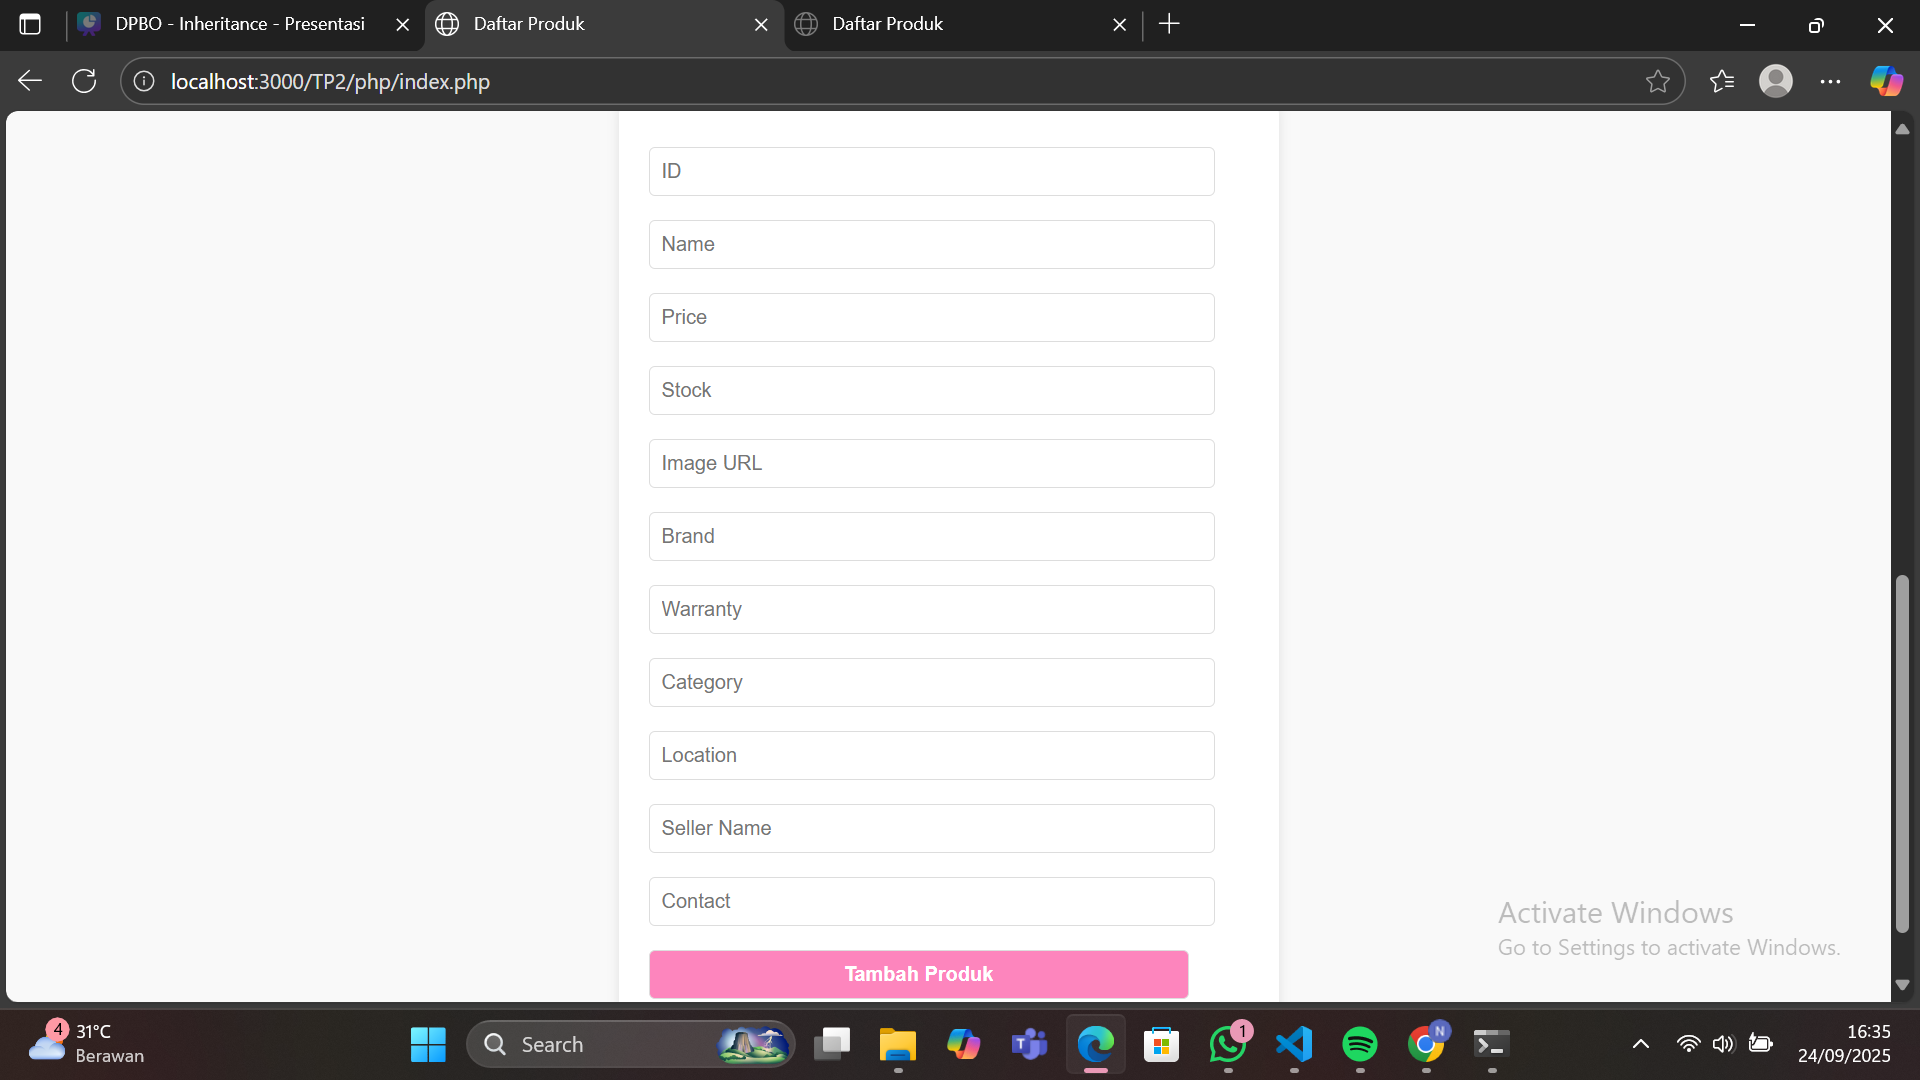 DPBO - Inheritance - Presentasi
Daftar Produk
Daftar Produk
localhost:3000/TP2/php/index.php
ID
Name
Price
Stock
Image URL
Brand
Warranty
Category
Location
Seller Name
Contact
Tambah Produk
Activate Windows
Go to Settings to activate Windows.
4
31°C
Berawan
Search
T
1
N
16:35
24/09/2025